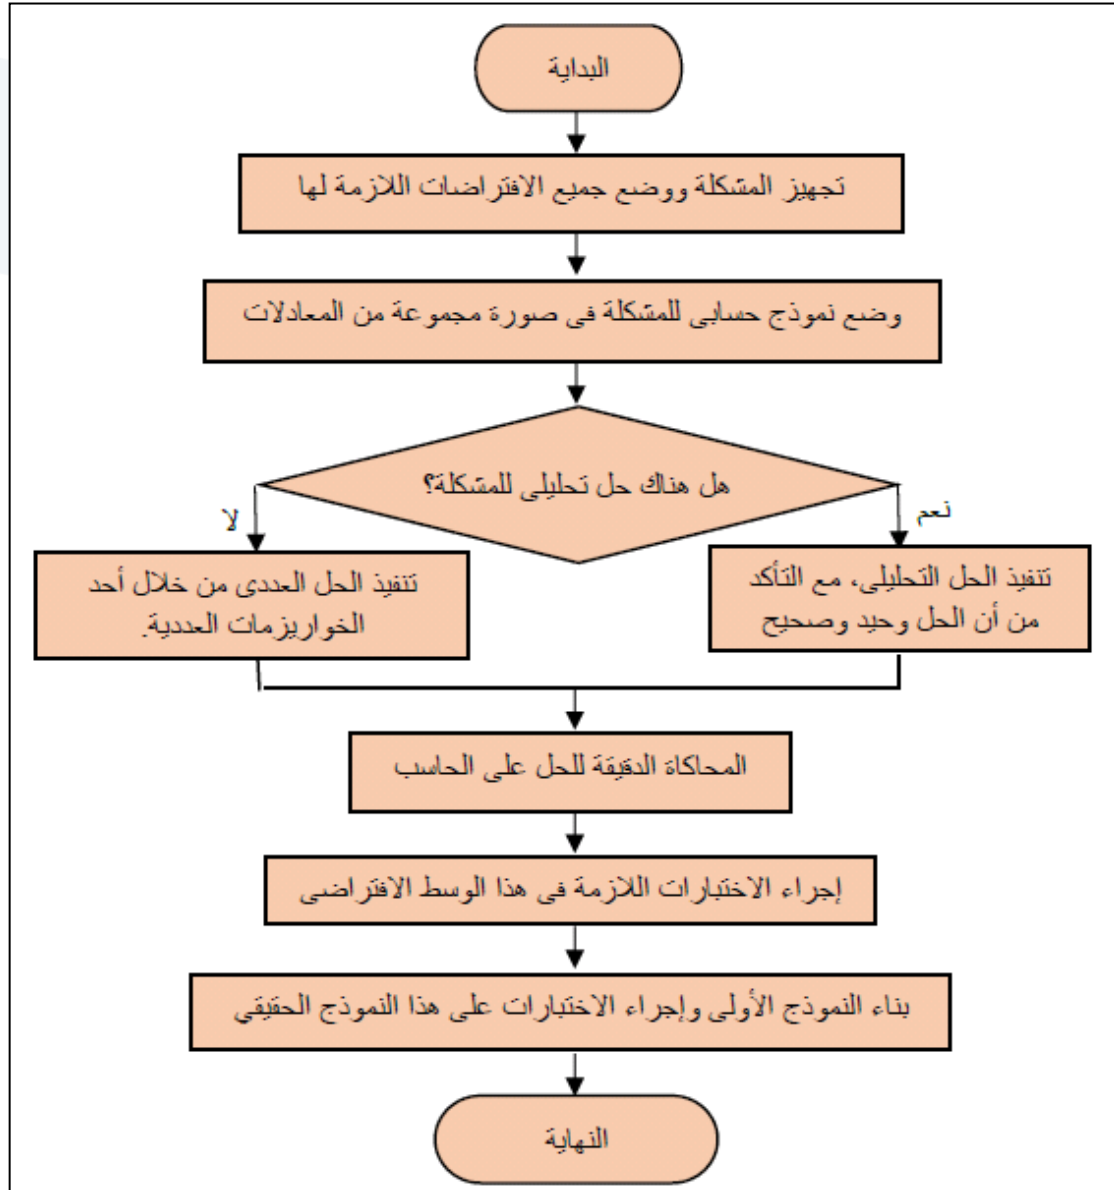 البداية
تجهيز المشكلة ووضع جميع الافتراضات اللازمة لها
وضع نموذج حسابى للمشكلة فى صورة مجموعة من المعادلات
هل هناك حل تحليلى للمشكلة؟
نعم
لا
تنفيذ الحل التحليلى، مع التأكد
من أن الحل وحيد وصحيح
تنفيذ الحل العددى من خلال أحد
الخواريزمات العددية.
المحاكاة الدقيقة للحل على الحاسب
إجراء الاختبارات اللازمة فى هذا الوسط الافتراضى
بناء النموذج الأولى وإجراء الاختبارات على هذا النموذج الحقيقي
النهاية